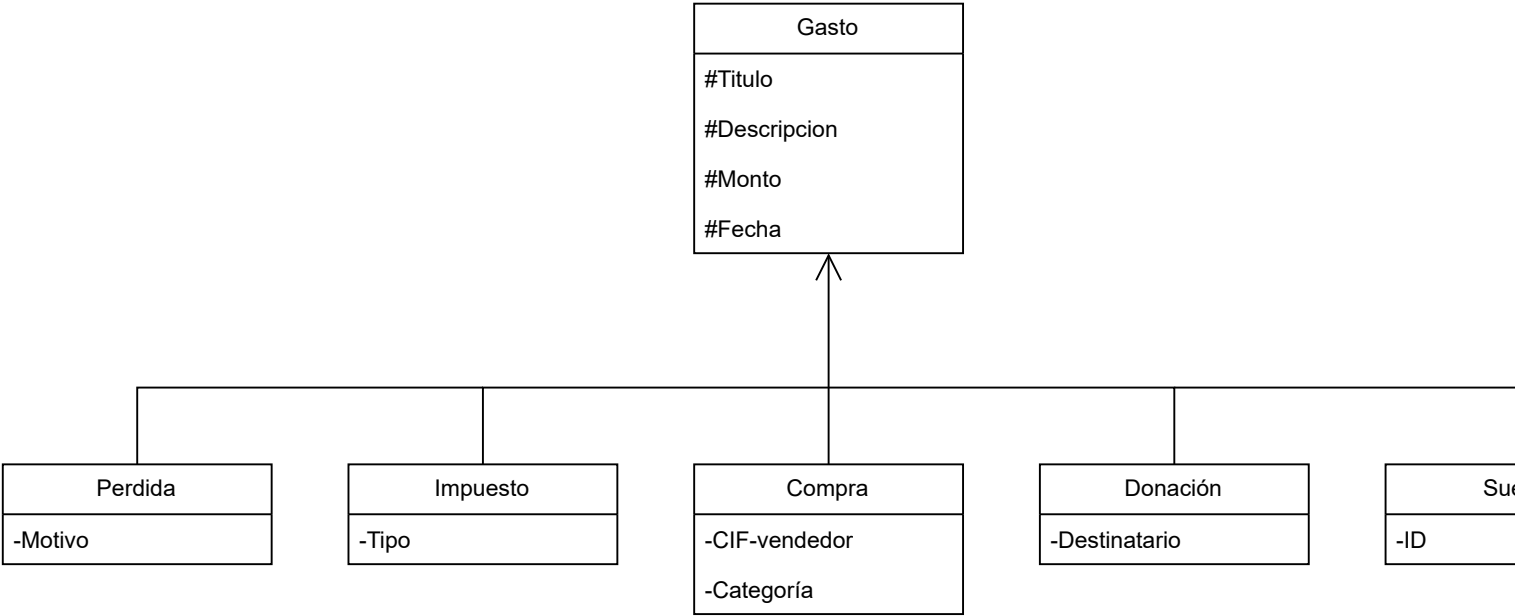 Gasto
#Titulo
#Descripcion
#Monto
#Fecha
Perdida
-Motivo
Impuesto
-Tipo
Compra
-CIF-vendedor
-Categoría
Donación
-Destinatario
-ID